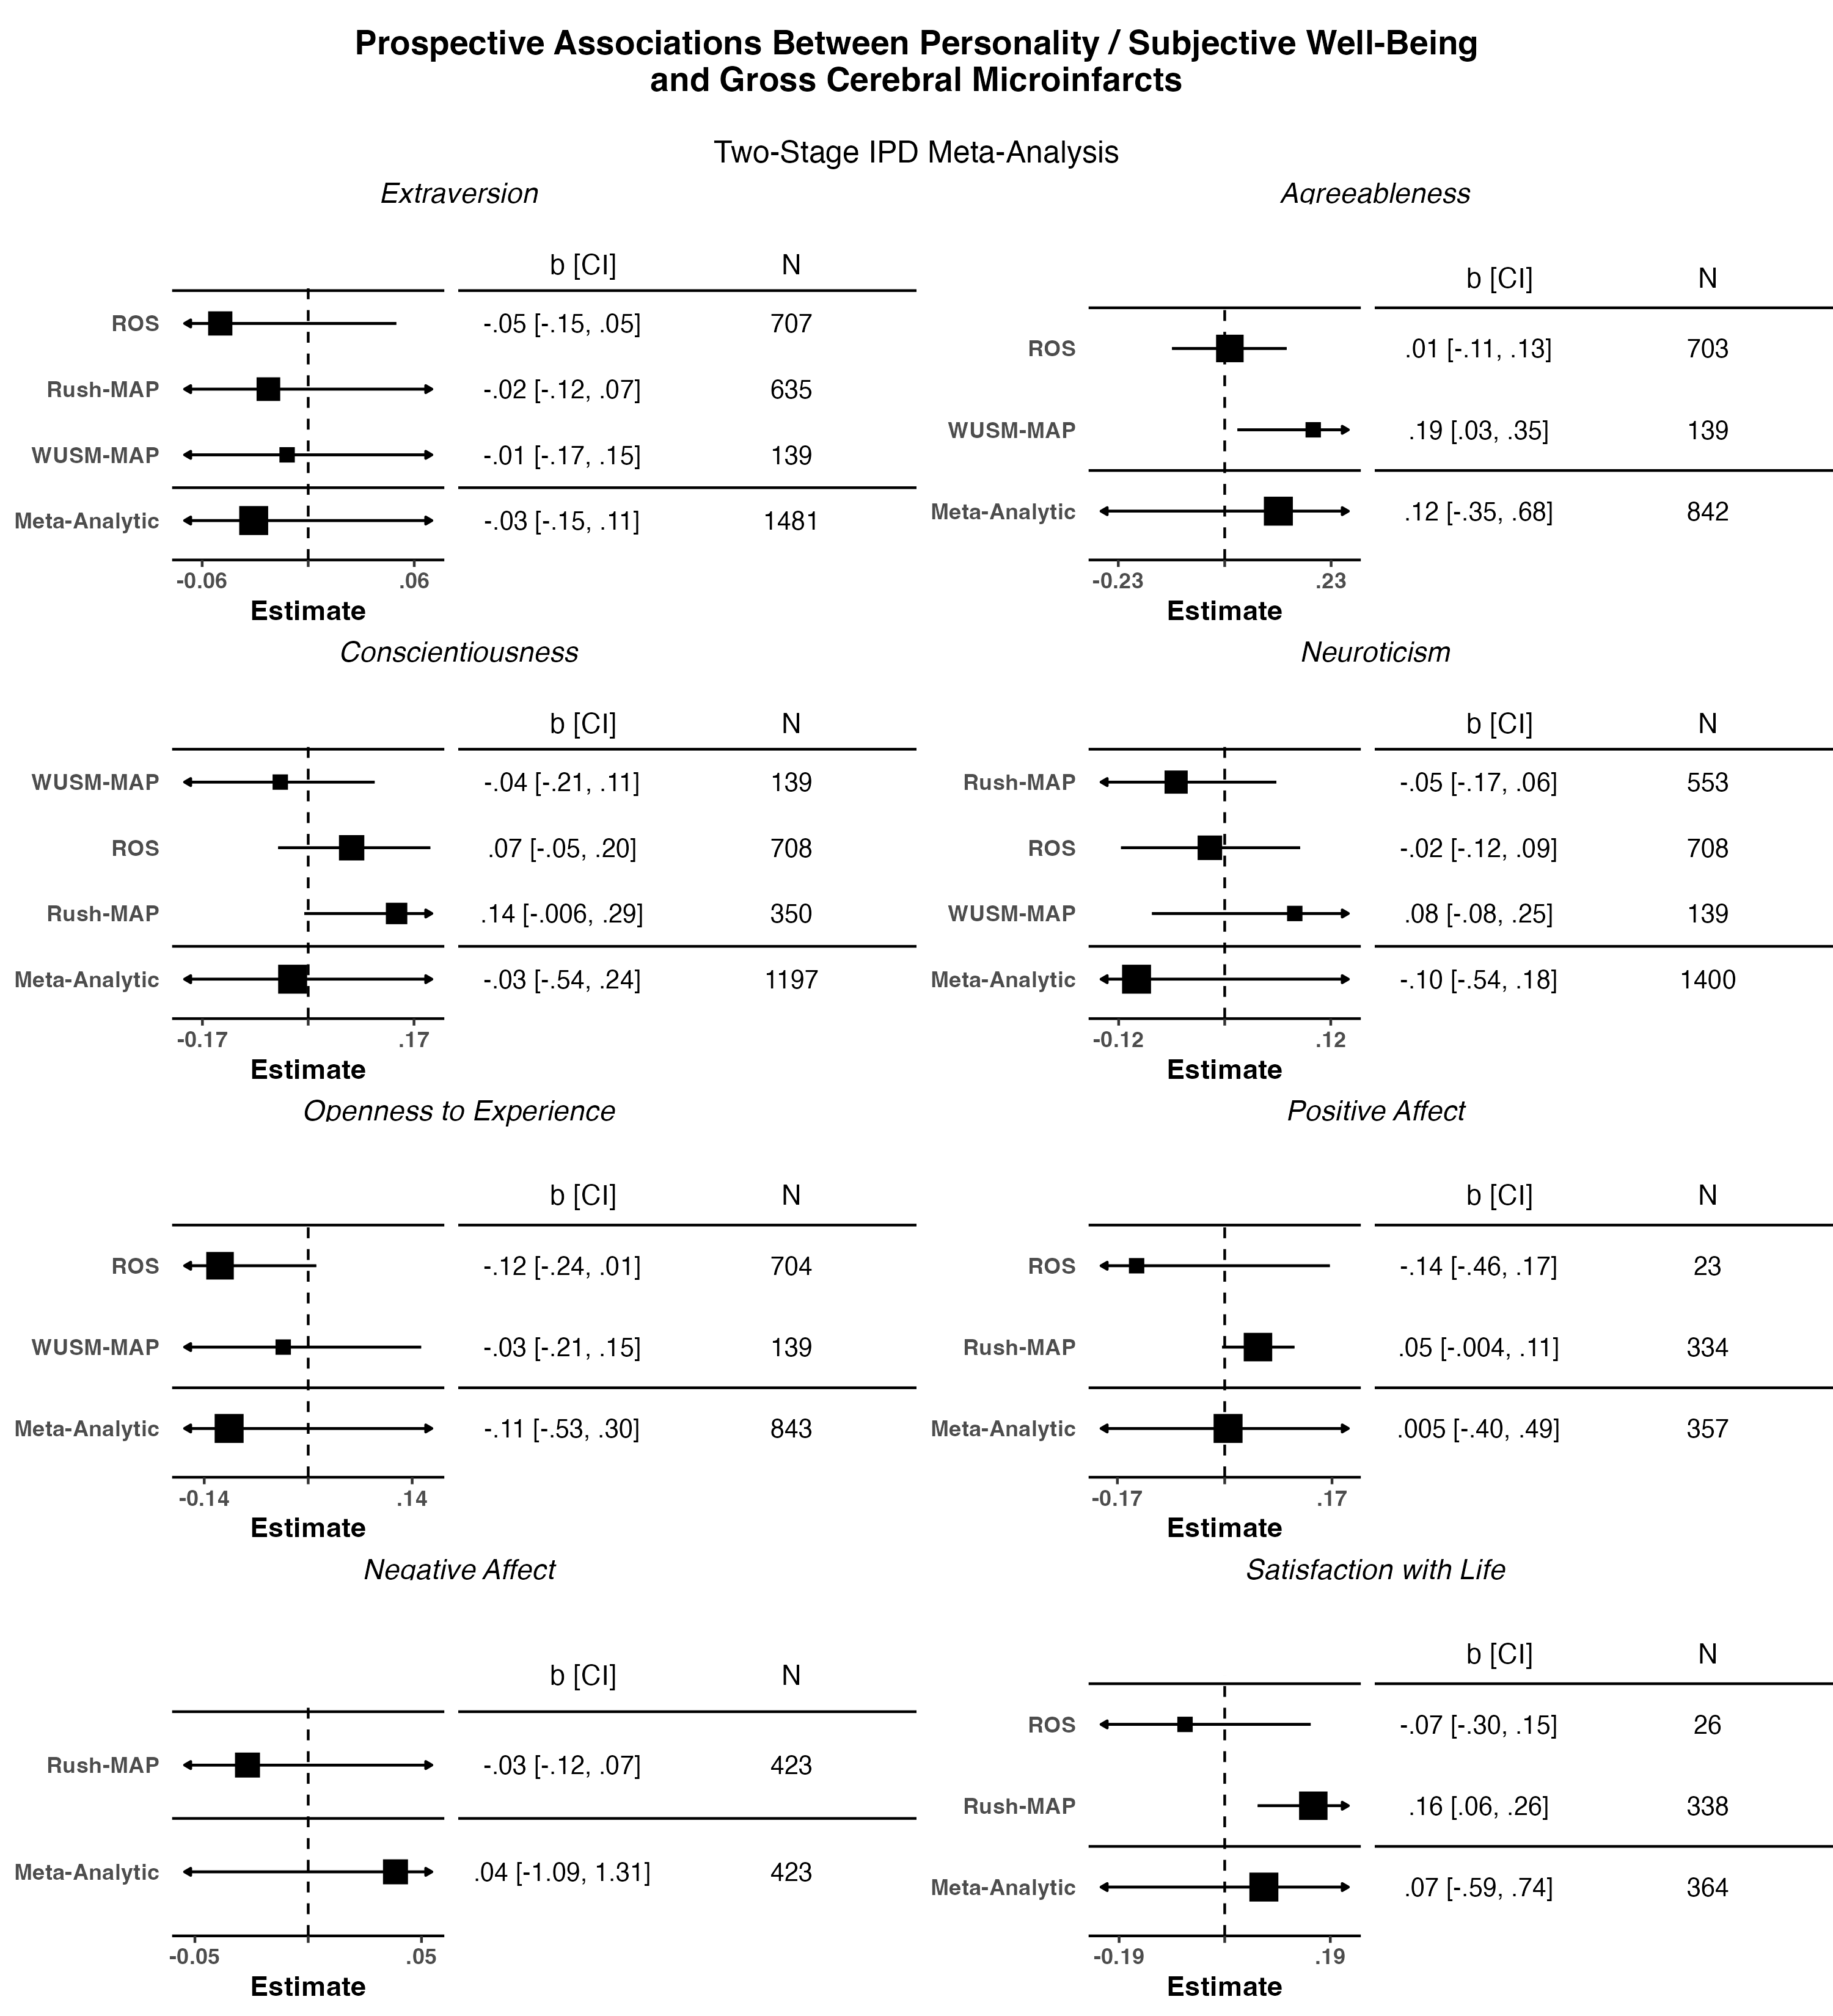 Prospective Associations Between Personality / Subjective Well-Being
and Gross Cerebral Microinfarcts
Two-Stage IPD Meta-Analysis
Extraversion
b [CI] N
ROS -.05 [-.15, .05] 707
Rush-MAP -.02 [-.12, .07] 635
WUSM-MAP -.01 [-.17, .15] 139
Meta-Analytic -.03 [-.15, .11] 1481
-0.06 .06
Estimate
Agreeableness
b [CI] N
ROS .01 [-.11, .13] 703
WUSM-MAP .19 [.03, .35] 139
Meta-Analytic .12 [-.35, .68] 842
-0.23 .23
Estimate
Conscientiousness
b [CI] N
WUSM-MAP -.04 [-.21, .11] 139
ROS .07 [-.05, .20] 708
Rush-MAP .14 [-.006, .29] 350
Meta-Analytic -.03 [-.54, .24] 1197
-0.17 .17
Estimate
Neuroticism
b [CI] N
Rush-MAP -.05 [-.17, .06] 553
ROS -.02 [-.12, .09] 708
WUSM-MAP .08 [-.08, .25] 139
Meta-Analytic -.10 [-.54, .18] 1400
-0.12 .12
Estimate
Openness to Experience
b [CI] N
ROS -.12 [-.24, .01] 704
WUSM-MAP -.03 [-.21, .15] 139
Meta-Analytic -.11 [-.53, .30] 843
-0.14 .14
Estimate
Positive Affect
b [CI] N
ROS -.14 [-.46, .17] 23
Rush-MAP .05 [-.004, .11] 334
Meta-Analytic .005 [-.40, .49] 357
-0.17 .17
Estimate
Negative Affect
b [CI] N
Rush-MAP -.03 [-.12, .07] 423
Meta-Analytic .04 [-1.09, 1.31] 423
-0.05 .05
Estimate
Satisfaction with Life
b [CI] N
ROS -.07 [-.30, .15] 26
Rush-MAP .16 [.06, .26] 338
Meta-Analytic .07 [-.59, .74] 364
-0.19 .19
Estimate